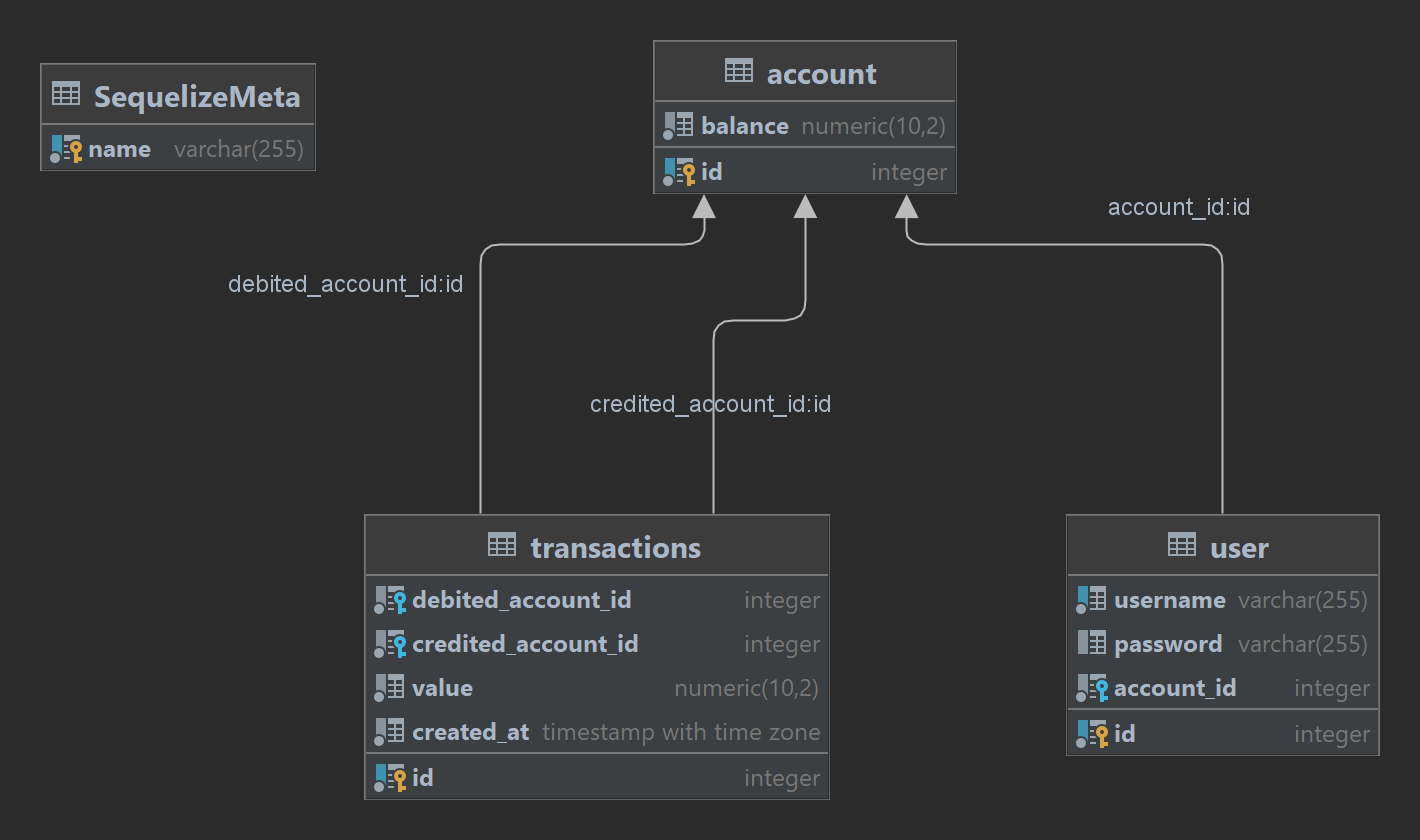 SequelizeMeta
name varchar(255)
account
balance numeric(10,2)
id integer
account_id:id
debited_account_id:id
credited_account_id:id
transactions
debited_account_id integer
credited_account_id integer
value numeric(10,2)
created_at timestamp with time zone
id integer
user
username varchar(255)
password varchar(255)
account_id integer
id integer